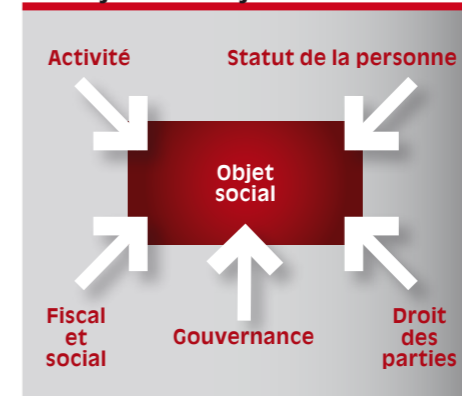 Activité
Statut de la personne
Objet
social
Fiscal
et
social
Gouvernance
Droit
des
parties